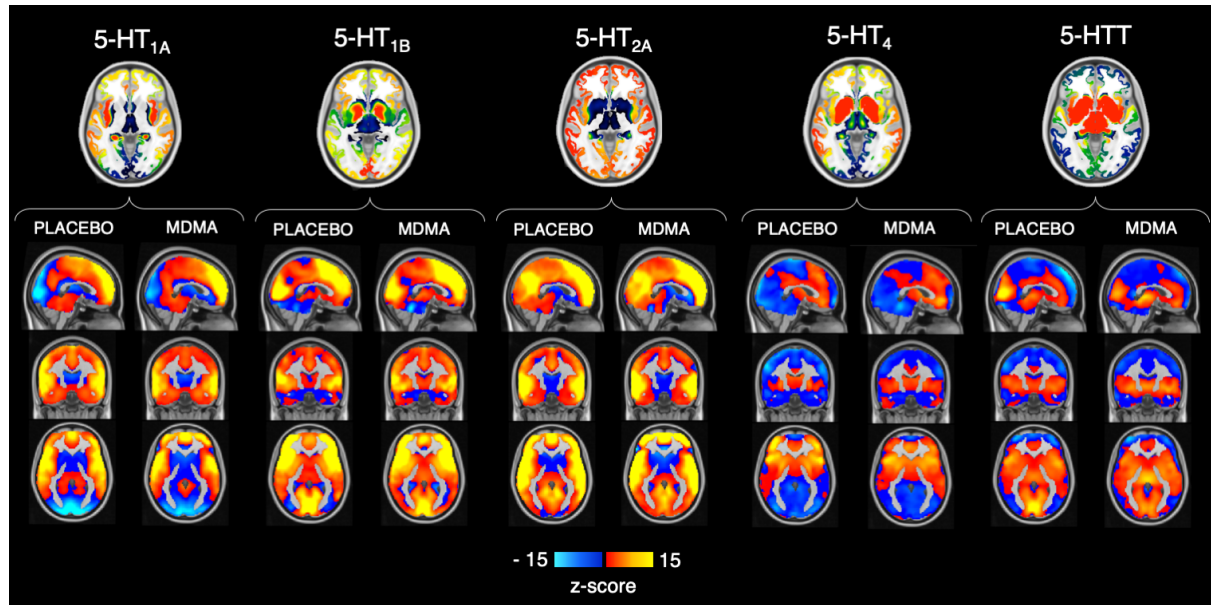 5-HT1A 5-HT1B 5-HT2A 5-HT4 5-HTT
PLACEBO MDMA PLACEBO MDMA PLACEBO MDMA PLACEBO MDMA PLACEBO MDMA
- 15 15
z-score